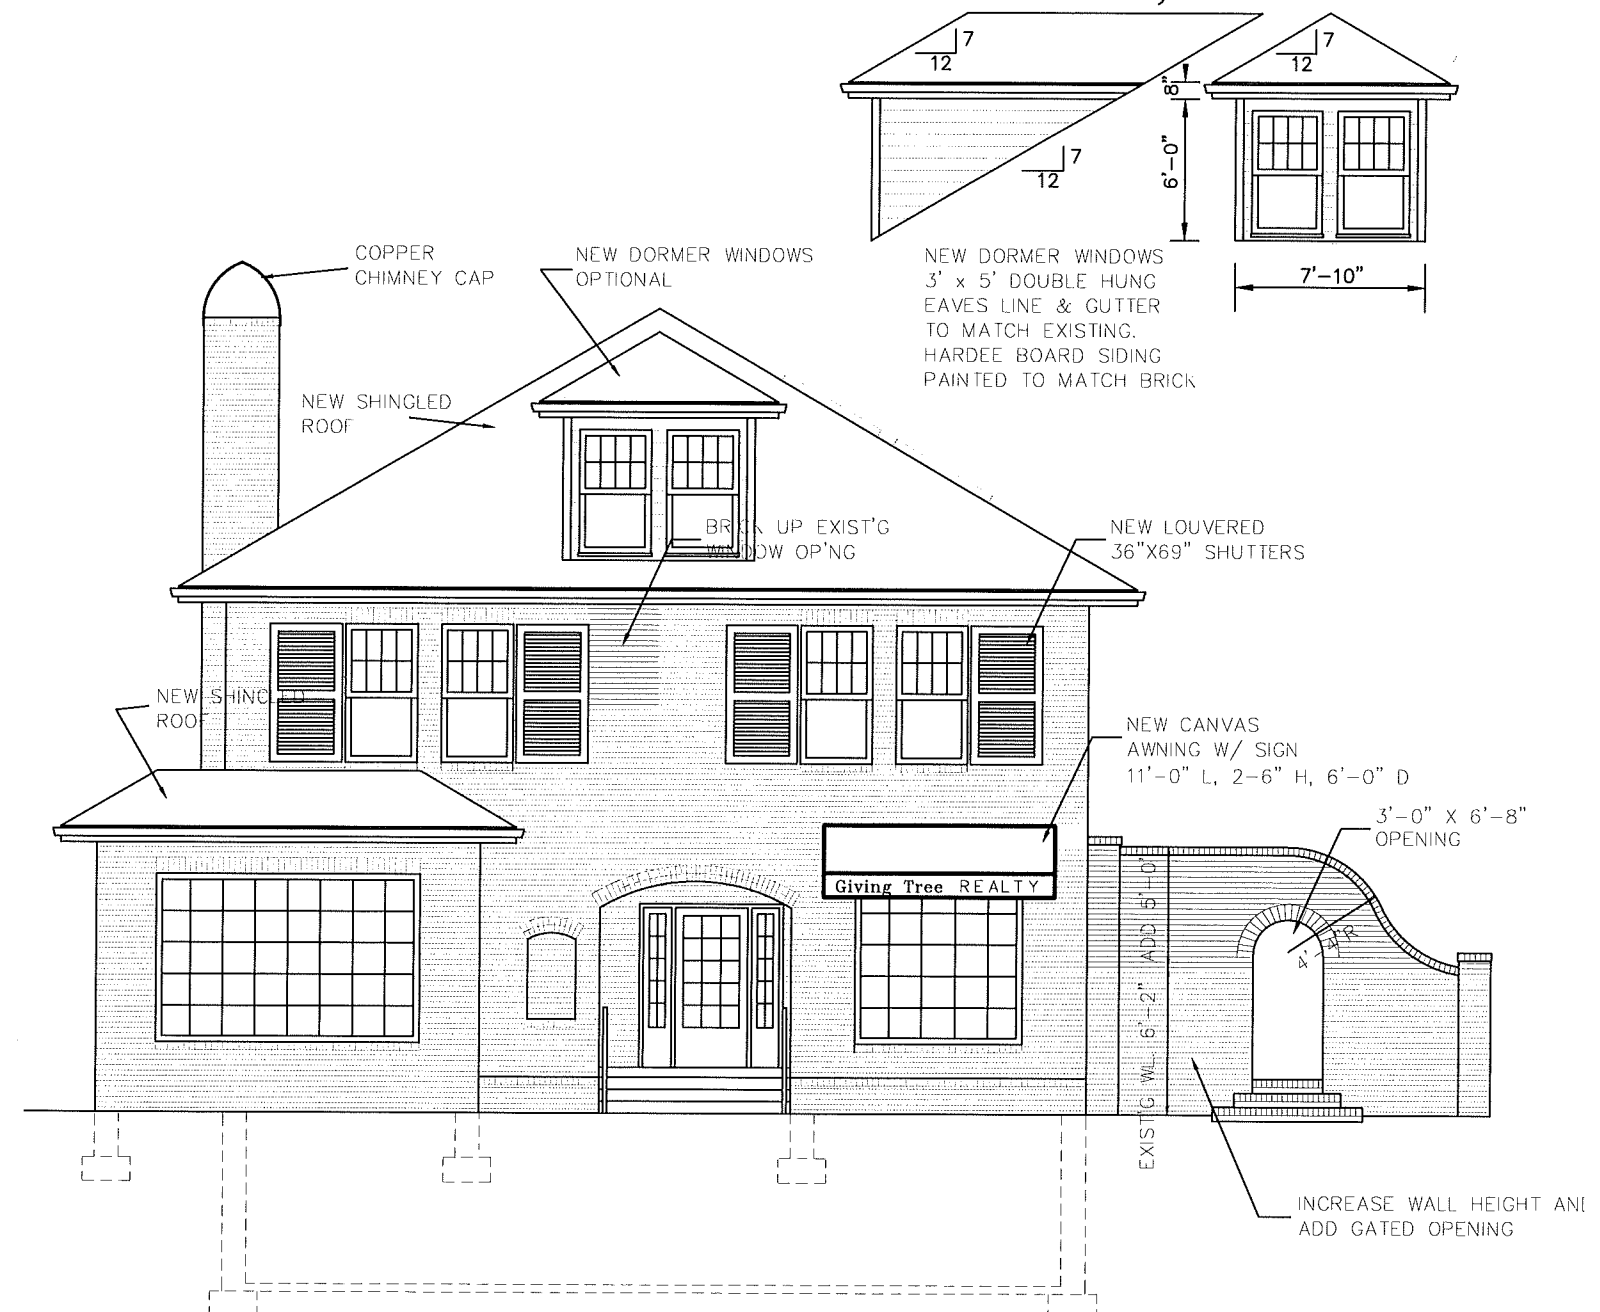 7
12
7
12
8"
6'-0"
7
12
7'-10"
NEW DORMER WINDOWS
3' x 5' DOUBLE HUNG
EAVES LINE & GUTTER
TO MATCH EXISTING.
HARDEE BOARD SIDING
PAINTED TO MATCH BRICK
COPPER
CHIMNEY CAP
NEW DORMER WINDOWS
OPTIONAL
NEW SHINGLED
ROOF
BRICK UP EXIST'G
WINDOW OP'NG
NEW LOUVERED
36"X69" SHUTTERS
NEW SHINGLED
ROOF
NEW CANVAS
AWNING W/ SIGN
11'-0" L, 2-6" H, 6'-0" D
3'-0" X 6'-8"
OPENING
Giving Tree REALTY
EXIST'G WL. 6'-2" ADD 5'-0"
4'
4'R
INCREASE WALL HEIGHT AND
ADD GATED OPENING